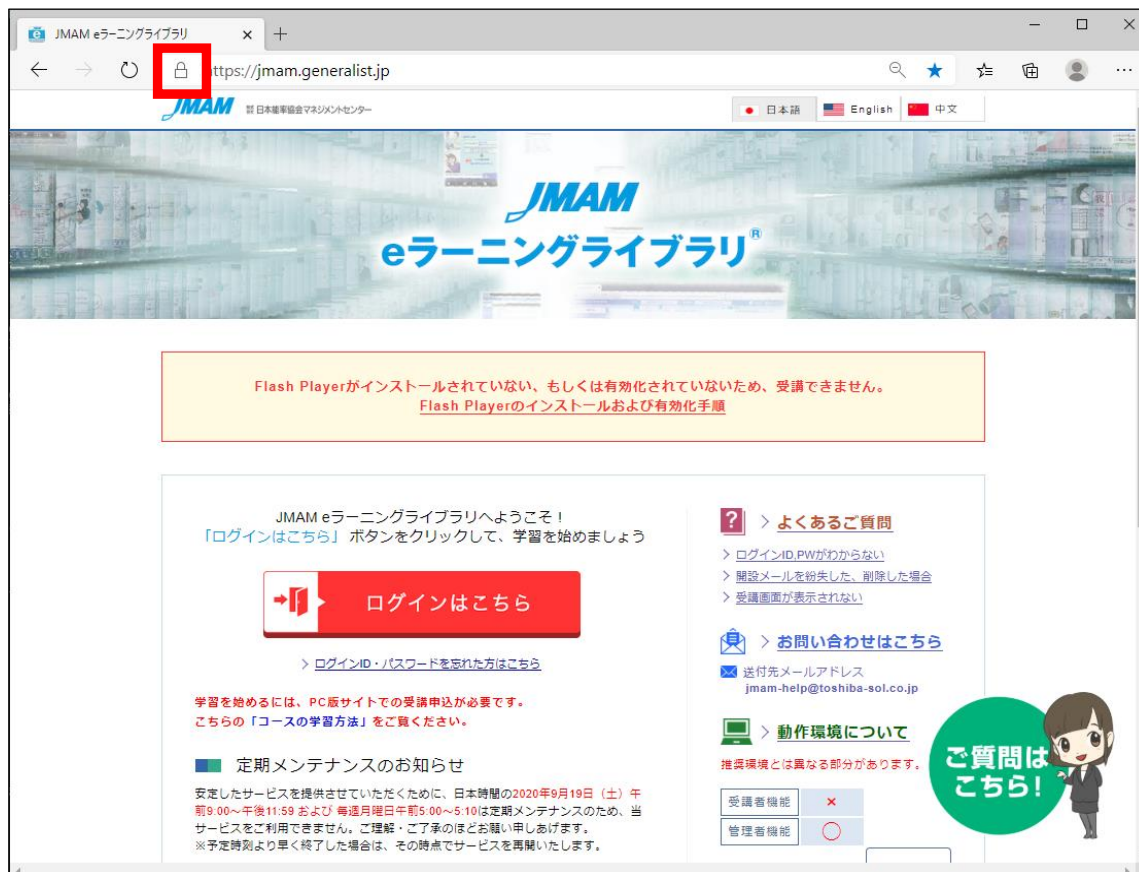 JMAM eラーニングライブラリ
ttps://jmam.generalist.jp
JMAM 日本能率協会マネジメントセンター
日本語 English 中文
JMAM
eラーニングライブラリ®
Flash Playerがインストールされていない、もしくは有効化されていないため、受講できません。
Flash Playerのインストールおよび有効化手順
JMAM eラーニングライブラリへようこそ！
「ログインはこちら」 ボタンをクリックして、学習を始めましょう
ログインはこちら
> ログインID・パスワードを忘れた方はこちら
学習を始めるには、PC版サイトでの受講申込が必要です。
こちらの「コースの学習方法」をご覧ください。
定期メンテナンスのお知らせ
安定したサービスを提供させていただくために、日本時間の2020年9月19日（土）午
前9:00～午後11:59 および 毎週月曜日午前5:00～5:10は定期メンテナンスのため、当
サービスをご利用できません。ご理解・ご了承のほどお願い申しあげます。
※予定時刻より早く終了した場合は、その時点でサービスを再開いたします。
? > よくあるご質問
> ログインID,PWがわからない
> 開設メールを紛失した、削除した場合
> 受講画面が表示されない
> お問い合わせはこちら
送付先メールアドレス
jmam-help@toshiba-sol.co.jp
> 動作環境について
推奨環境とは異なる部分があります。
受講者機能 ×
管理者機能 ○
ご質問は
こちら!